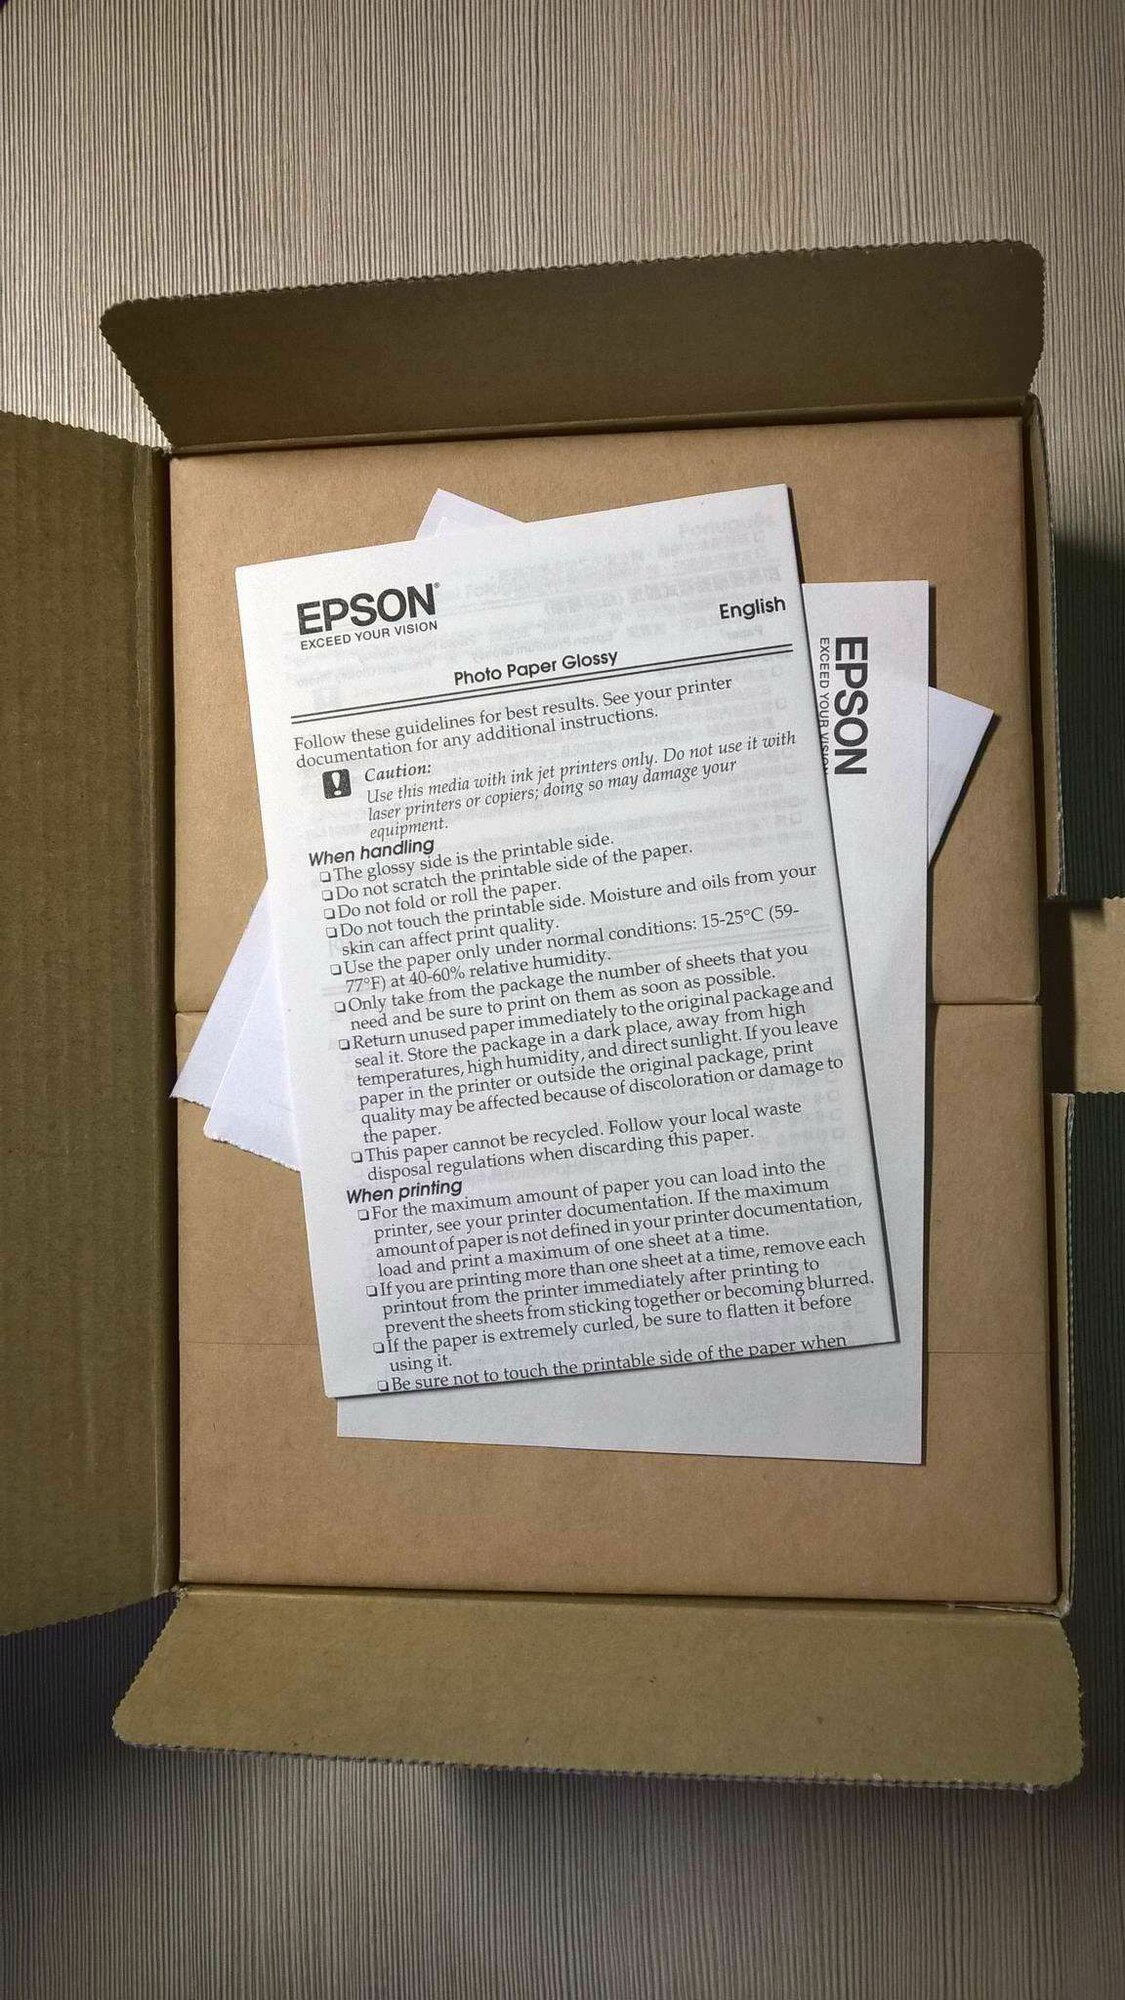 EPSON®
EXCEED YOUR VISION
English
Photo Paper Glossy
Follow these guidelines for best results. See your printer
documentation for any additional instructions.
Caution:
Use this media with ink jet printers only. Do not use it with
laser printers or copiers; doing so may damage your
equipment.
When handling
❏ The glossy side is the printable side.
❏ Do not scratch the printable side of the paper.
❏ Do not fold or roll the paper.
❏ Do not touch the printable side. Moisture and oils from your
skin can affect print quality.
❏ Use the paper only under normal conditions: 15-25°C (59-
77°F) at 40-60% relative humidity.
❏ Only take from the package the number of sheets that you
need and be sure to print on them as soon as possible.
❏ Return unused paper immediately to the original package and
seal it. Store the package in a dark place, away from high
temperatures, high humidity, and direct sunlight. If you leave
paper in the printer or outside the original package, print
quality may be affected because of discoloration or damage to
the paper.
❏ This paper cannot be recycled. Follow your local waste
disposal regulations when discarding this paper.
When printing
❏ For the maximum amount of paper you can load into the
printer, see your printer documentation. If the maximum
amount of paper is not defined in your printer documentation,
load and print a maximum of one sheet at a time.
❏ If you are printing more than one sheet at a time, remove each
printout from the printer immediately after printing to
prevent the sheets from sticking together or becoming blurred.
❏ If the paper is extremely curled, be sure to flatten it before
using it.
❏ Be sure not to touch the printable side of the paper when
EPSON
EXCEED YOUR VISION